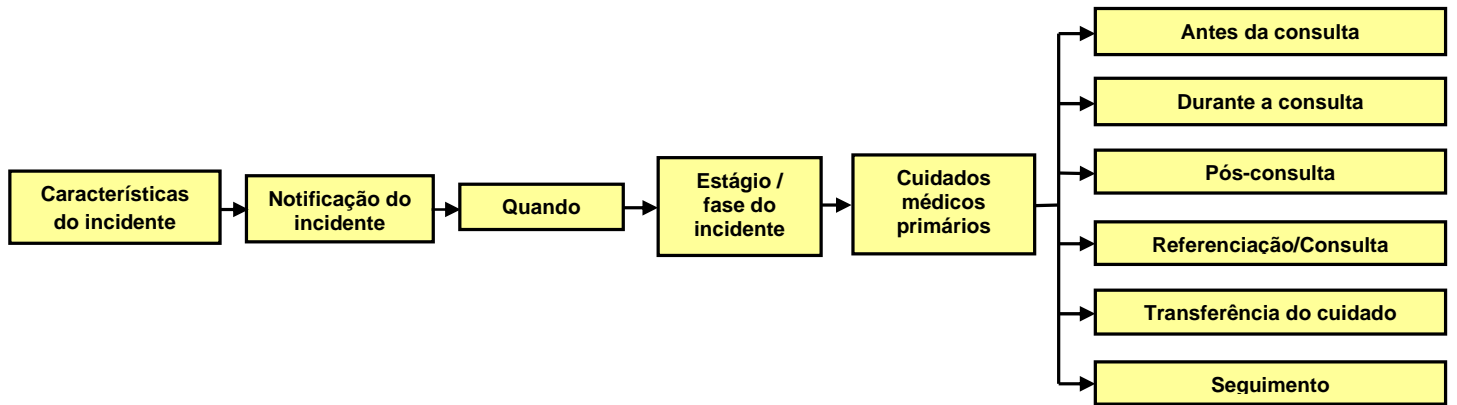 Características
do incidente
Notificação do
incidente
Quando
Estágio /
fase do
incidente
Cuidados
médicos
primários
Antes da consulta
Durante a consulta
Pós-consulta
Referenciação/Consulta
Transferência do cuidado
Seguimento